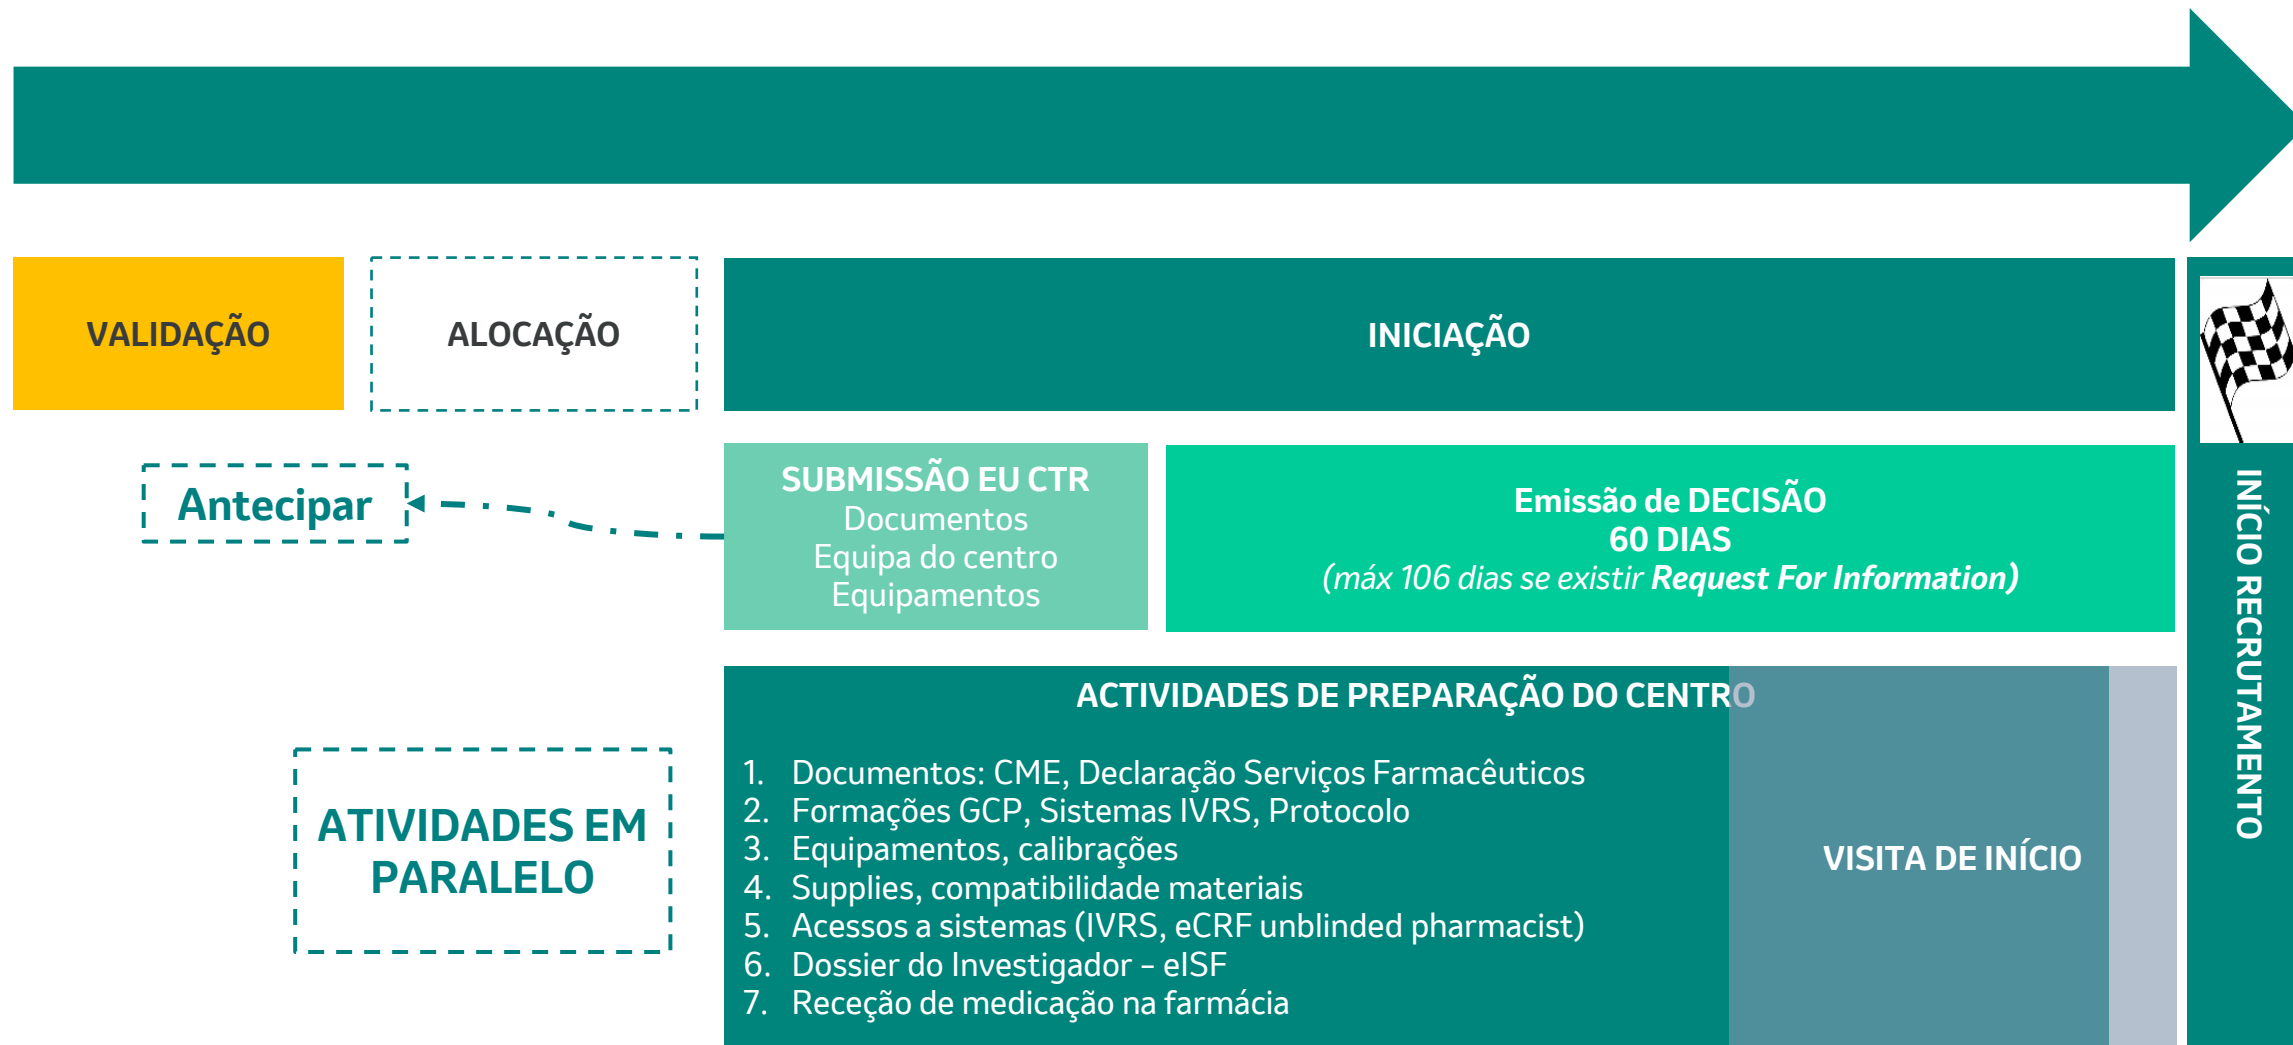 VALIDAÇÃO
ALOCAÇÃO
INICIAÇÃO
Antecipar
SUBMISSÃO EU CTR
Documentos
Equipa do centro
Equipamentos
Emissão de DECISÃO
60 DIAS
(máx 106 dias se existir Request For Information)
INÍCIO RECRUTAMENTO
ATIVIDADES EM
PARALELO
ACTIVIDADES DE PREPARAÇÃO DO CENTRO
1. Documentos: CME, Declaração Serviços Farmacêuticos
2. Formações GCP, Sistemas IVRS, Protocolo
3. Equipamentos, calibrações
4. Supplies, compatibilidade materiais
5. Acessos a sistemas (IVRS, eCRF unblinded pharmacist)
6. Dossier do Investigador – eISF
7. Receção de medicação na farmácia
VISITA DE INÍCIO